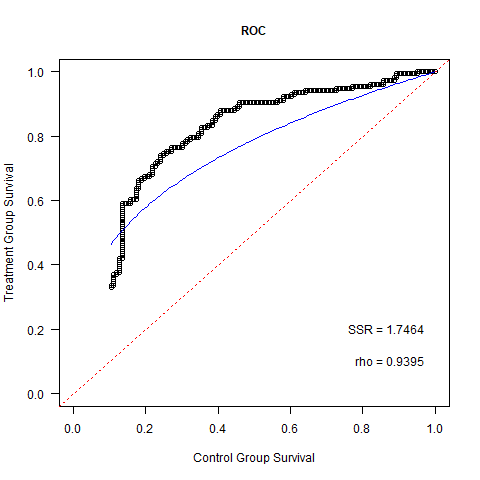 ROC
Treatment Group Survival
1.0
0.8
0.6
0.4
0.2
0.0
SSR = 1.7464
rho = 0.9395
0.0 0.2 0.4 0.6 0.8 1.0
Control Group Survival